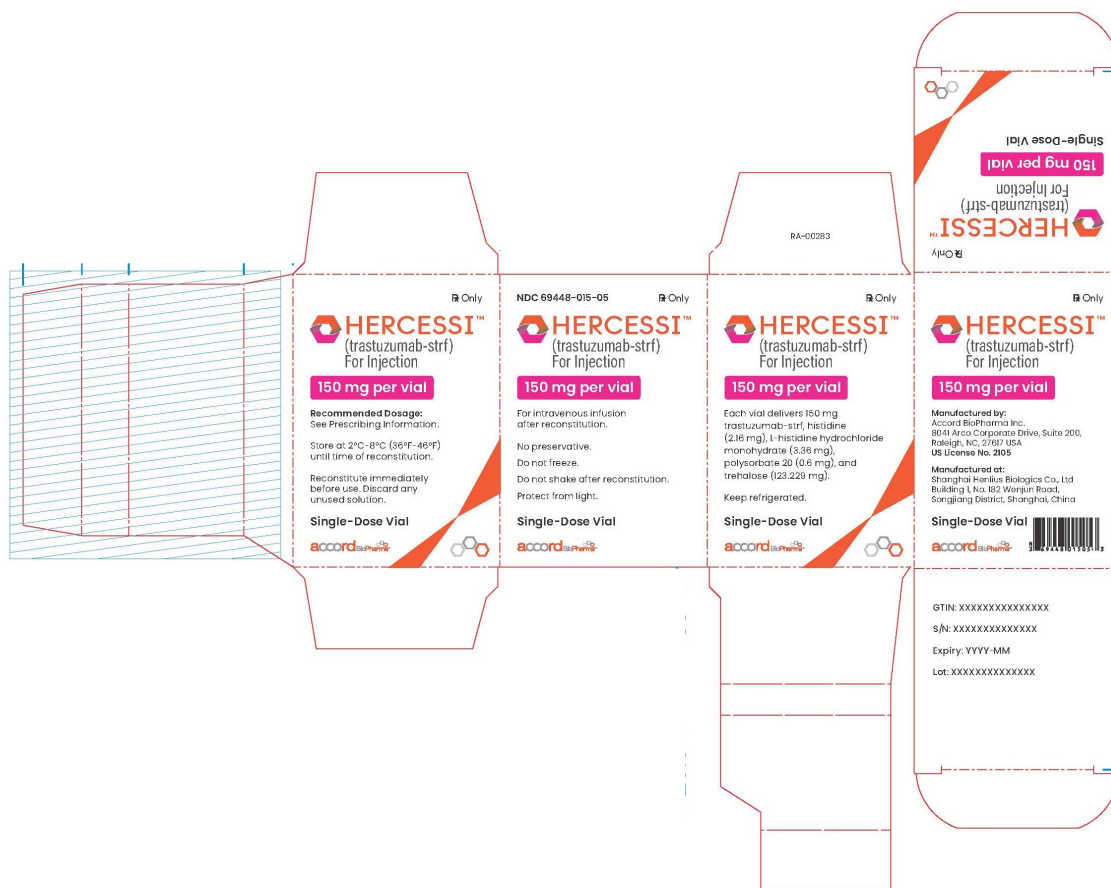 Single-Dose Vial
150 mg per vial
For Injection
(trastuzumab-strf)
HERCESSI™
℞ Only
RA-00283
℞ Only
HERCESSI™
(trastuzumab-strf)
For Injection
150 mg per vial
Recommended Dosage:
See Prescribing Information.
Store at 2°C-8°C (36°F-46°F)
until time of reconstitution.
Reconstitute immediately
before use. Discard any
unused solution.
Single-Dose Vial
accord BioPharma
NDC 69448-015-05 ℞ Only
HERCESSI™
(trastuzumab-strf)
For Injection
150 mg per vial
For intravenous infusion
after reconstitution.
No preservative.
Do not freeze.
Do not shake after reconstitution.
Protect from light.
Single-Dose Vial
accord BioPharma
℞ Only
HERCESSI™
(trastuzumab-strf)
For Injection
150 mg per vial
Each vial delivers 150 mg
trastuzumab-strf, histidine
(2.16 mg), L-histidine hydrochloride
monohydrate (3.36 mg),
polysorbate 20 (0.6 mg), and
trehalose (123.229 mg).
Keep refrigerated.
Single-Dose Vial
accord BioPharma
℞ Only
HERCESSI™
(trastuzumab-strf)
For Injection
150 mg per vial
Manufactured by:
Accord BioPharma Inc.
8041 Arco Corporate Drive, Suite 200,
Raleigh, NC, 27617 USA
US License No. 2105
Manufactured at:
Shanghai Henlius Biologics Co., Ltd
Building 1, No. 182 Wenjun Road,
Songjiang District, Shanghai, China
Single-Dose Vial
accord BioPharma
3 69448 01505 3
GTIN: XXXXXXXXXXXXXXX
S/N: XXXXXXXXXXXXXX
Expiry: YYYY-MM
Lot: XXXXXXXXXXXXXX